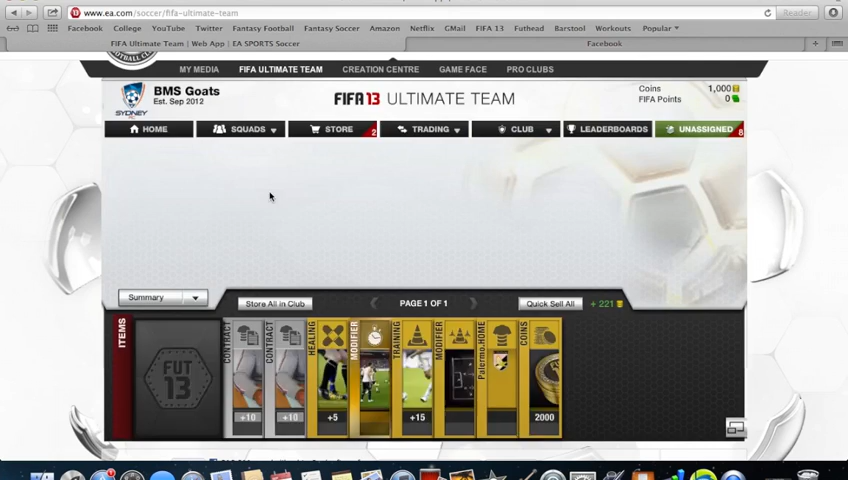 www.ea.com/soccer/fifa-ultimate-team
Reader
Facebook College YouTube Twitter Fantasy Football Fantasy Soccer Amazon Netflix GMail FIFA 13 Futhead Barstool Workouts Popular
FIFA Ultimate Team | Web App | EA SPORTS Soccer
Facebook
MY MEDIA FIFA ULTIMATE TEAM CREATION CENTRE GAME FACE PRO CLUBS
BMS Goats
Est. Sep 2012
SYDNEY
FIFA 13 ULTIMATE TEAM
Coins 1,000
FIFA Points 0
HOME SQUADS STORE 2 TRADING CLUB LEADERBOARDS UNASSIGNED 8
Summary
Store All in Club
PAGE 1 OF 1
Quick Sell All
+ 221
ITEMS
FUT
13
CONTRACT
+10
CONTRACT
+10
HEALING
+5
MODIFIER
TRAINING
+15
MODIFIER
Palermo.HOME
COINS
2000